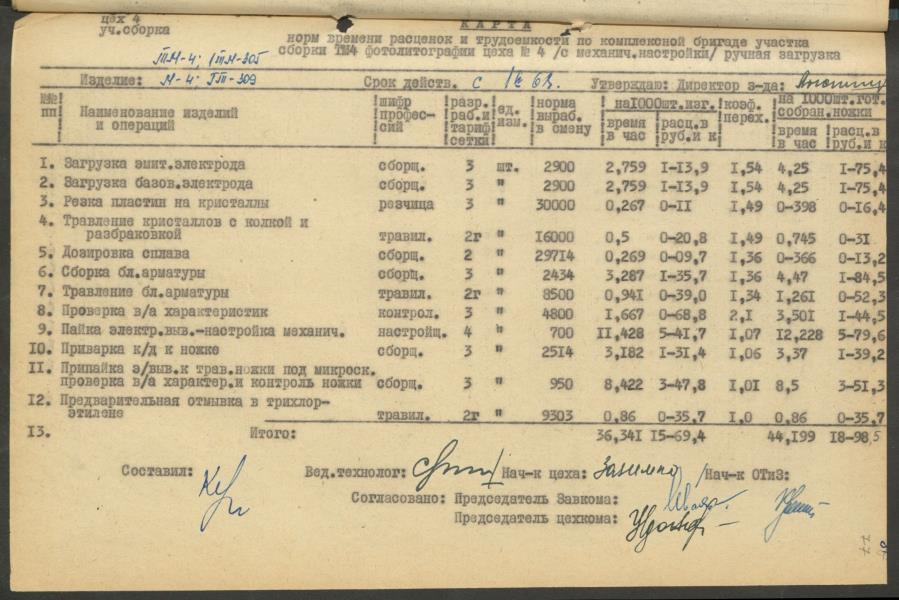 цех 4
уч.сборка
КАРТА
норм времени расценок и трудоемкости по комплексной бригаде участка
сборки ТШ4 фотолитографии цеха № 4 /с механич.настройки/ ручная загрузка
ТМ-4; ГТМ-305
Изделие: М-4; ГТ-309 Срок действ. с Утверждаю: Директор з-да:
№№ пп Наименование изделий и операций шифр профессий разр. раб.и тариф сетки ед. изм. норма выраб. в смену на 1000шт.изг. время в час расц.в руб.и к коэф. перех. на 1000шт.гот. собран.ножки время в час расц.в руб.и к
1. Загрузка эмит.электрода сборщ. 3 шт. 2900 2,759 I-I3,9 I,54 4,25 I-75,4
2. Загрузка базов.электрода сборщ. 3 " 2900 2,759 I-I3,9 I,54 4,25 I-75,4
3. Резка пластин на кристаллы резчица 3 " 30000 0,267 0-II I,49 0-398 0-I6,4
4. Травление кристаллов с колкой и
разбраковкой травил. 2г " I6000 0,5 0-20,8 I,49 0,745 0-3I
5. Дозировка сплава сборщ. 2 " 297I4 0,269 0-09,7 I,36 0-366 0-I3,2
6. Сборка бл.арматуры сборщ. 3 " 2434 3,287 I-35,7 I,36 4,47 I-84,5
7. Травление бл.арматуры травил. 2г " 8500 0,94I 0-39,0 I,34 I,26I 0-52,3
8. Проверка в/а характеристик контрол. 3 " 4800 I,667 0-68,8 2,I 3,50I I-44,5
9. Пайка электр.выв.-настройка механич. настройщ. 4 " 700 II,428 5-4I,7 I,07 I2,228 5-79,6
I0. Приварка к/д к ножке сборщ. 3 " 25I4 3,I82 I-3I,4 I,06 3,37 I-39,2
II. Припайка э/выв.к трав.ножки под микроск.
проверка в/а характер.и контроль ножки сборщ. 3 " 950 8,422 3-47,8 I,0I 8,5 3-5I,3
I2. Предварительная отмывка в трихлор-
этилене травил. 2г " 9303 0,86 0-35,7 I,0 0,86 0-35,7
I3. Итого: 36,34I I5-69,4 44,I99 I8-98,5
Составил: Вед.технолог: Нач-к цеха: /Нач-к ОТиЗ:
Согласовано: Председатель Завкома:
Председатель цехкома: